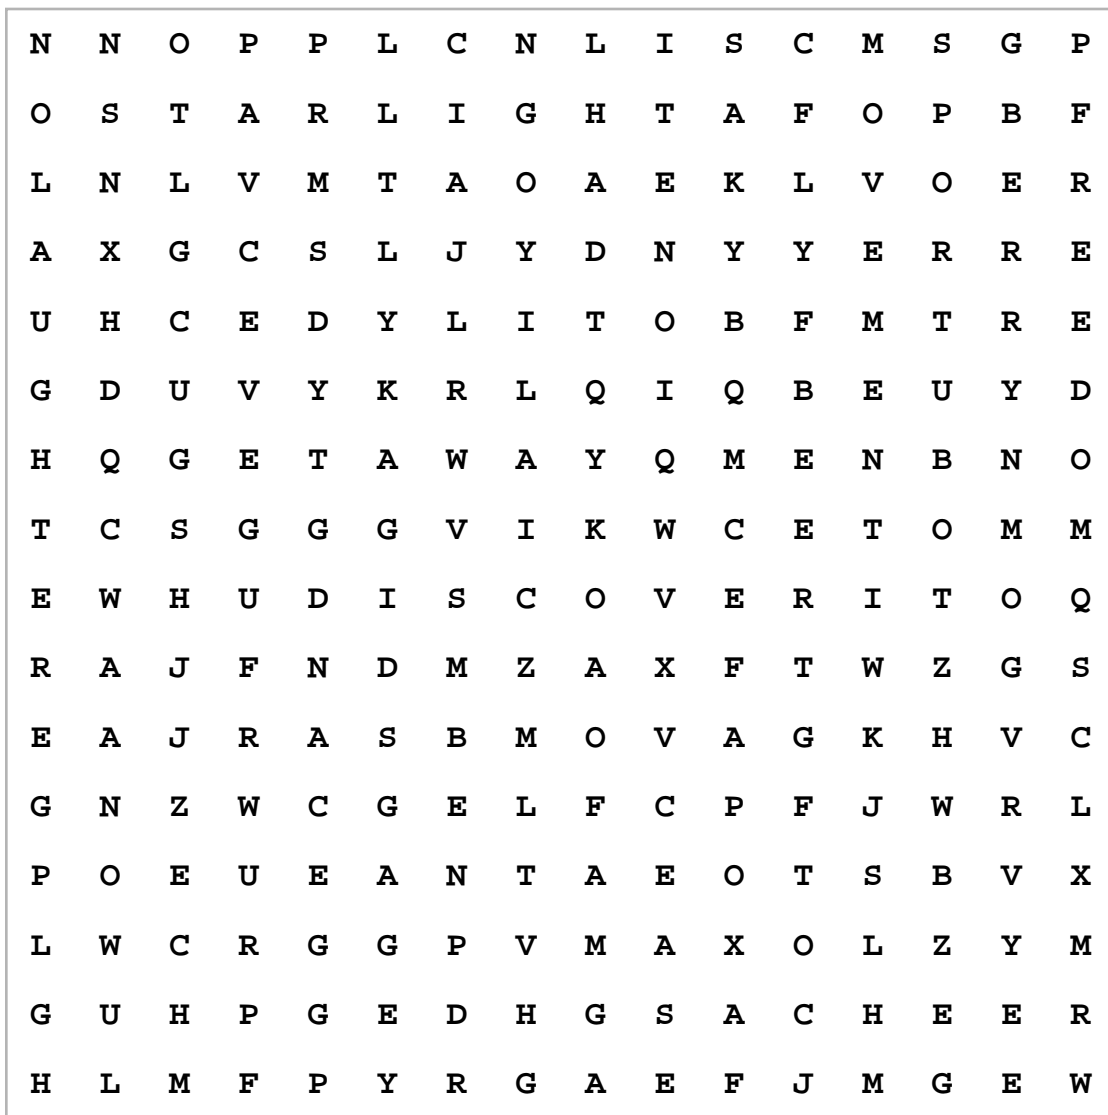 N N O P P L C N L I S C M S G P
O S T A R L I G H T A F O P B F
L N L V M T A O A E K L V O E R
A X G C S L J Y D N Y Y E R R E
U H C E D Y L I T O B F M T R E
G D U V Y K R L Q I Q B E U Y D
H Q G E T A W A Y Q M E N B N O
T C S G G G V I K W C E T O M M
E W H U D I S C O V E R I T O Q
R A J F N D M Z A X F T W Z G S
E A J R A S B M O V A G K H V C
G N Z W C G E L F C P F J W R L
P O E U E A N T A E O T S B V X
L W C R G G P V M A X O L Z Y M
G U H P G E D H G S A C H E E R
H L M F P Y R G A E F J M G E W